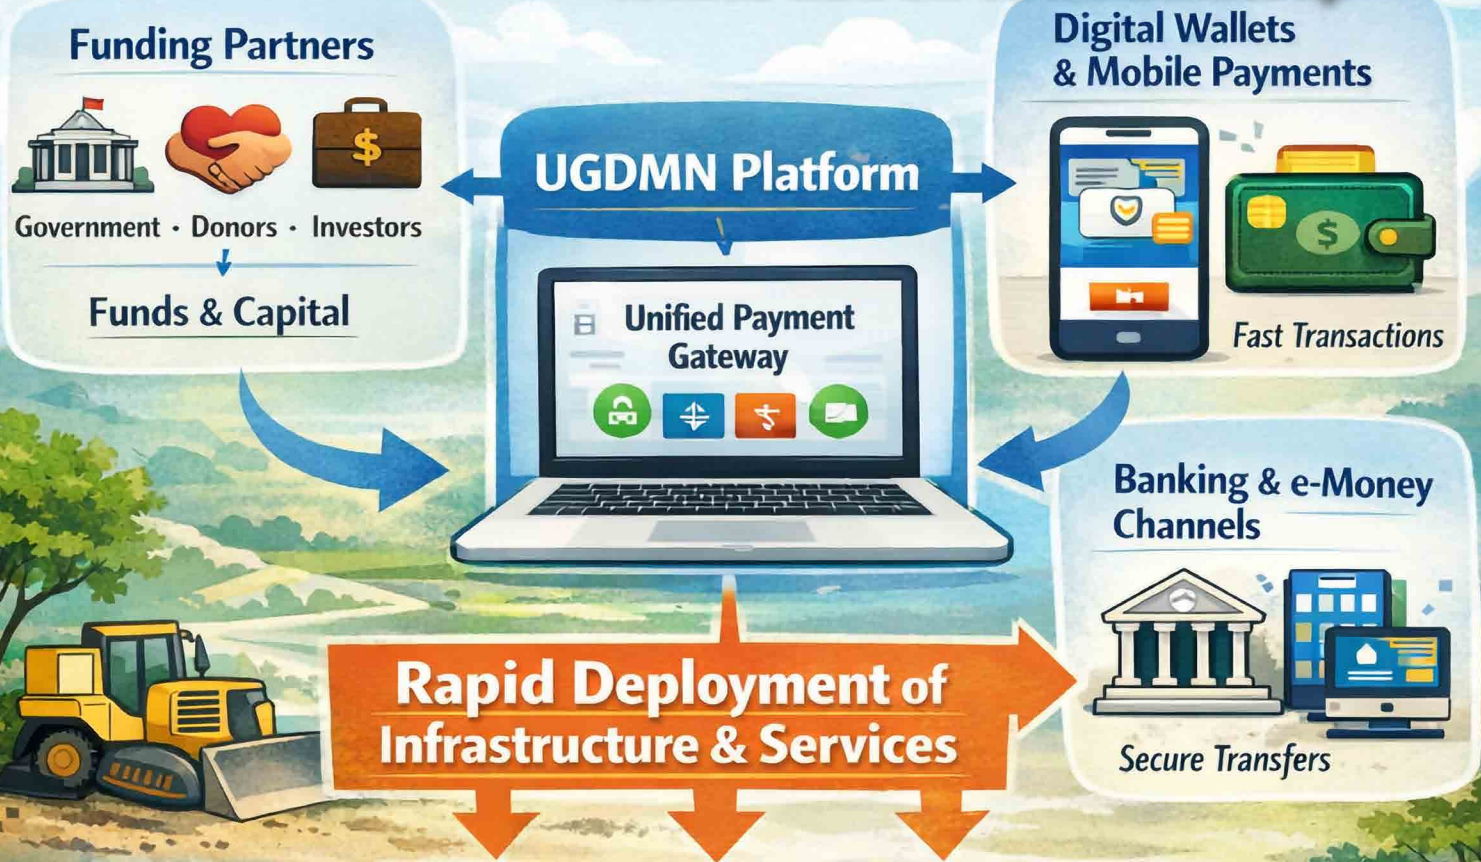 Funding Partners
Government · Donors · Investors
Funds & Capital
UGDMN Platform
Unified Payment
Gateway
Digital Wallets
& Mobile Payments
Fast Transactions
Banking & e-Money
Channels
Secure Transfers
Rapid Deployment of
Infrastructure & Services